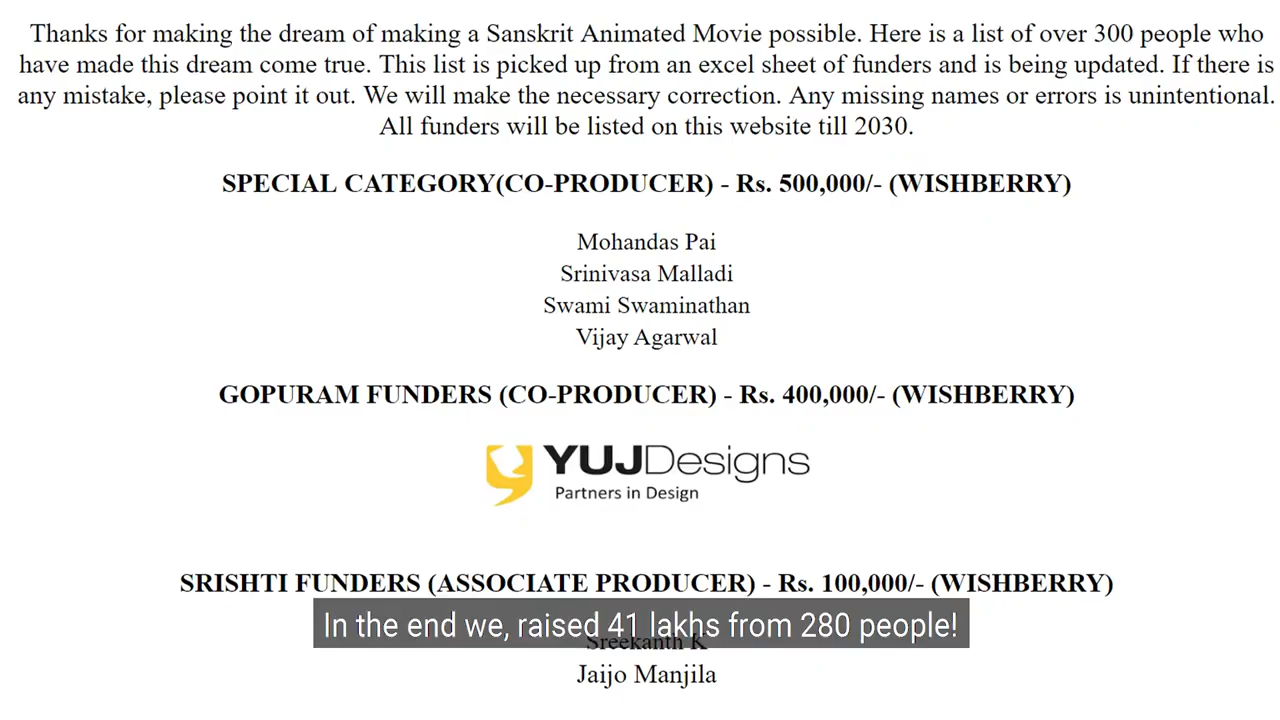 Thanks for making the dream of making a Sanskrit Animated Movie possible. Here is a list of over 300 people who
have made this dream come true. This list is picked up from an excel sheet of funders and is being updated. If there is
any mistake, please point it out. We will make the necessary correction. Any missing names or errors is unintentional.
All funders will be listed on this website till 2030.
SPECIAL CATEGORY(CO-PRODUCER) - Rs. 500,000/- (WISHBERRY)
Mohandas Pai
Srinivasa Malladi
Swami Swaminathan
Vijay Agarwal
GOPURAM FUNDERS (CO-PRODUCER) - Rs. 400,000/- (WISHBERRY)
YUJDesigns
Partners in Design
SRISHTI FUNDERS (ASSOCIATE PRODUCER) - Rs. 100,000/- (WISHBERRY)
In the end we, raised 41 lakhs from 280 people!
Sreekanth K
Jaijo Manjila